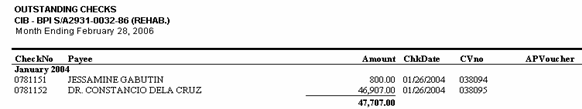 OUTSTANDING CHECKS
CIB - BPI S/A2931-0032-86 (REHAB.)
Month Ending February 28, 2006
CheckNo Payee Amount ChkDate CVno APVoucher
January 2004
0781151 JESSAMINE GABUTIN 800.00 01/26/2004 038094
0781152 DR. CONSTANCIO DELA CRUZ 46,907.00 01/26/2004 038095
47,707.00